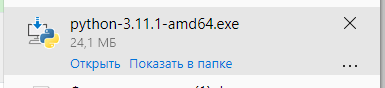 python-3.11.1-amd64.exe
24,1 МБ
Открыть Показать в папке